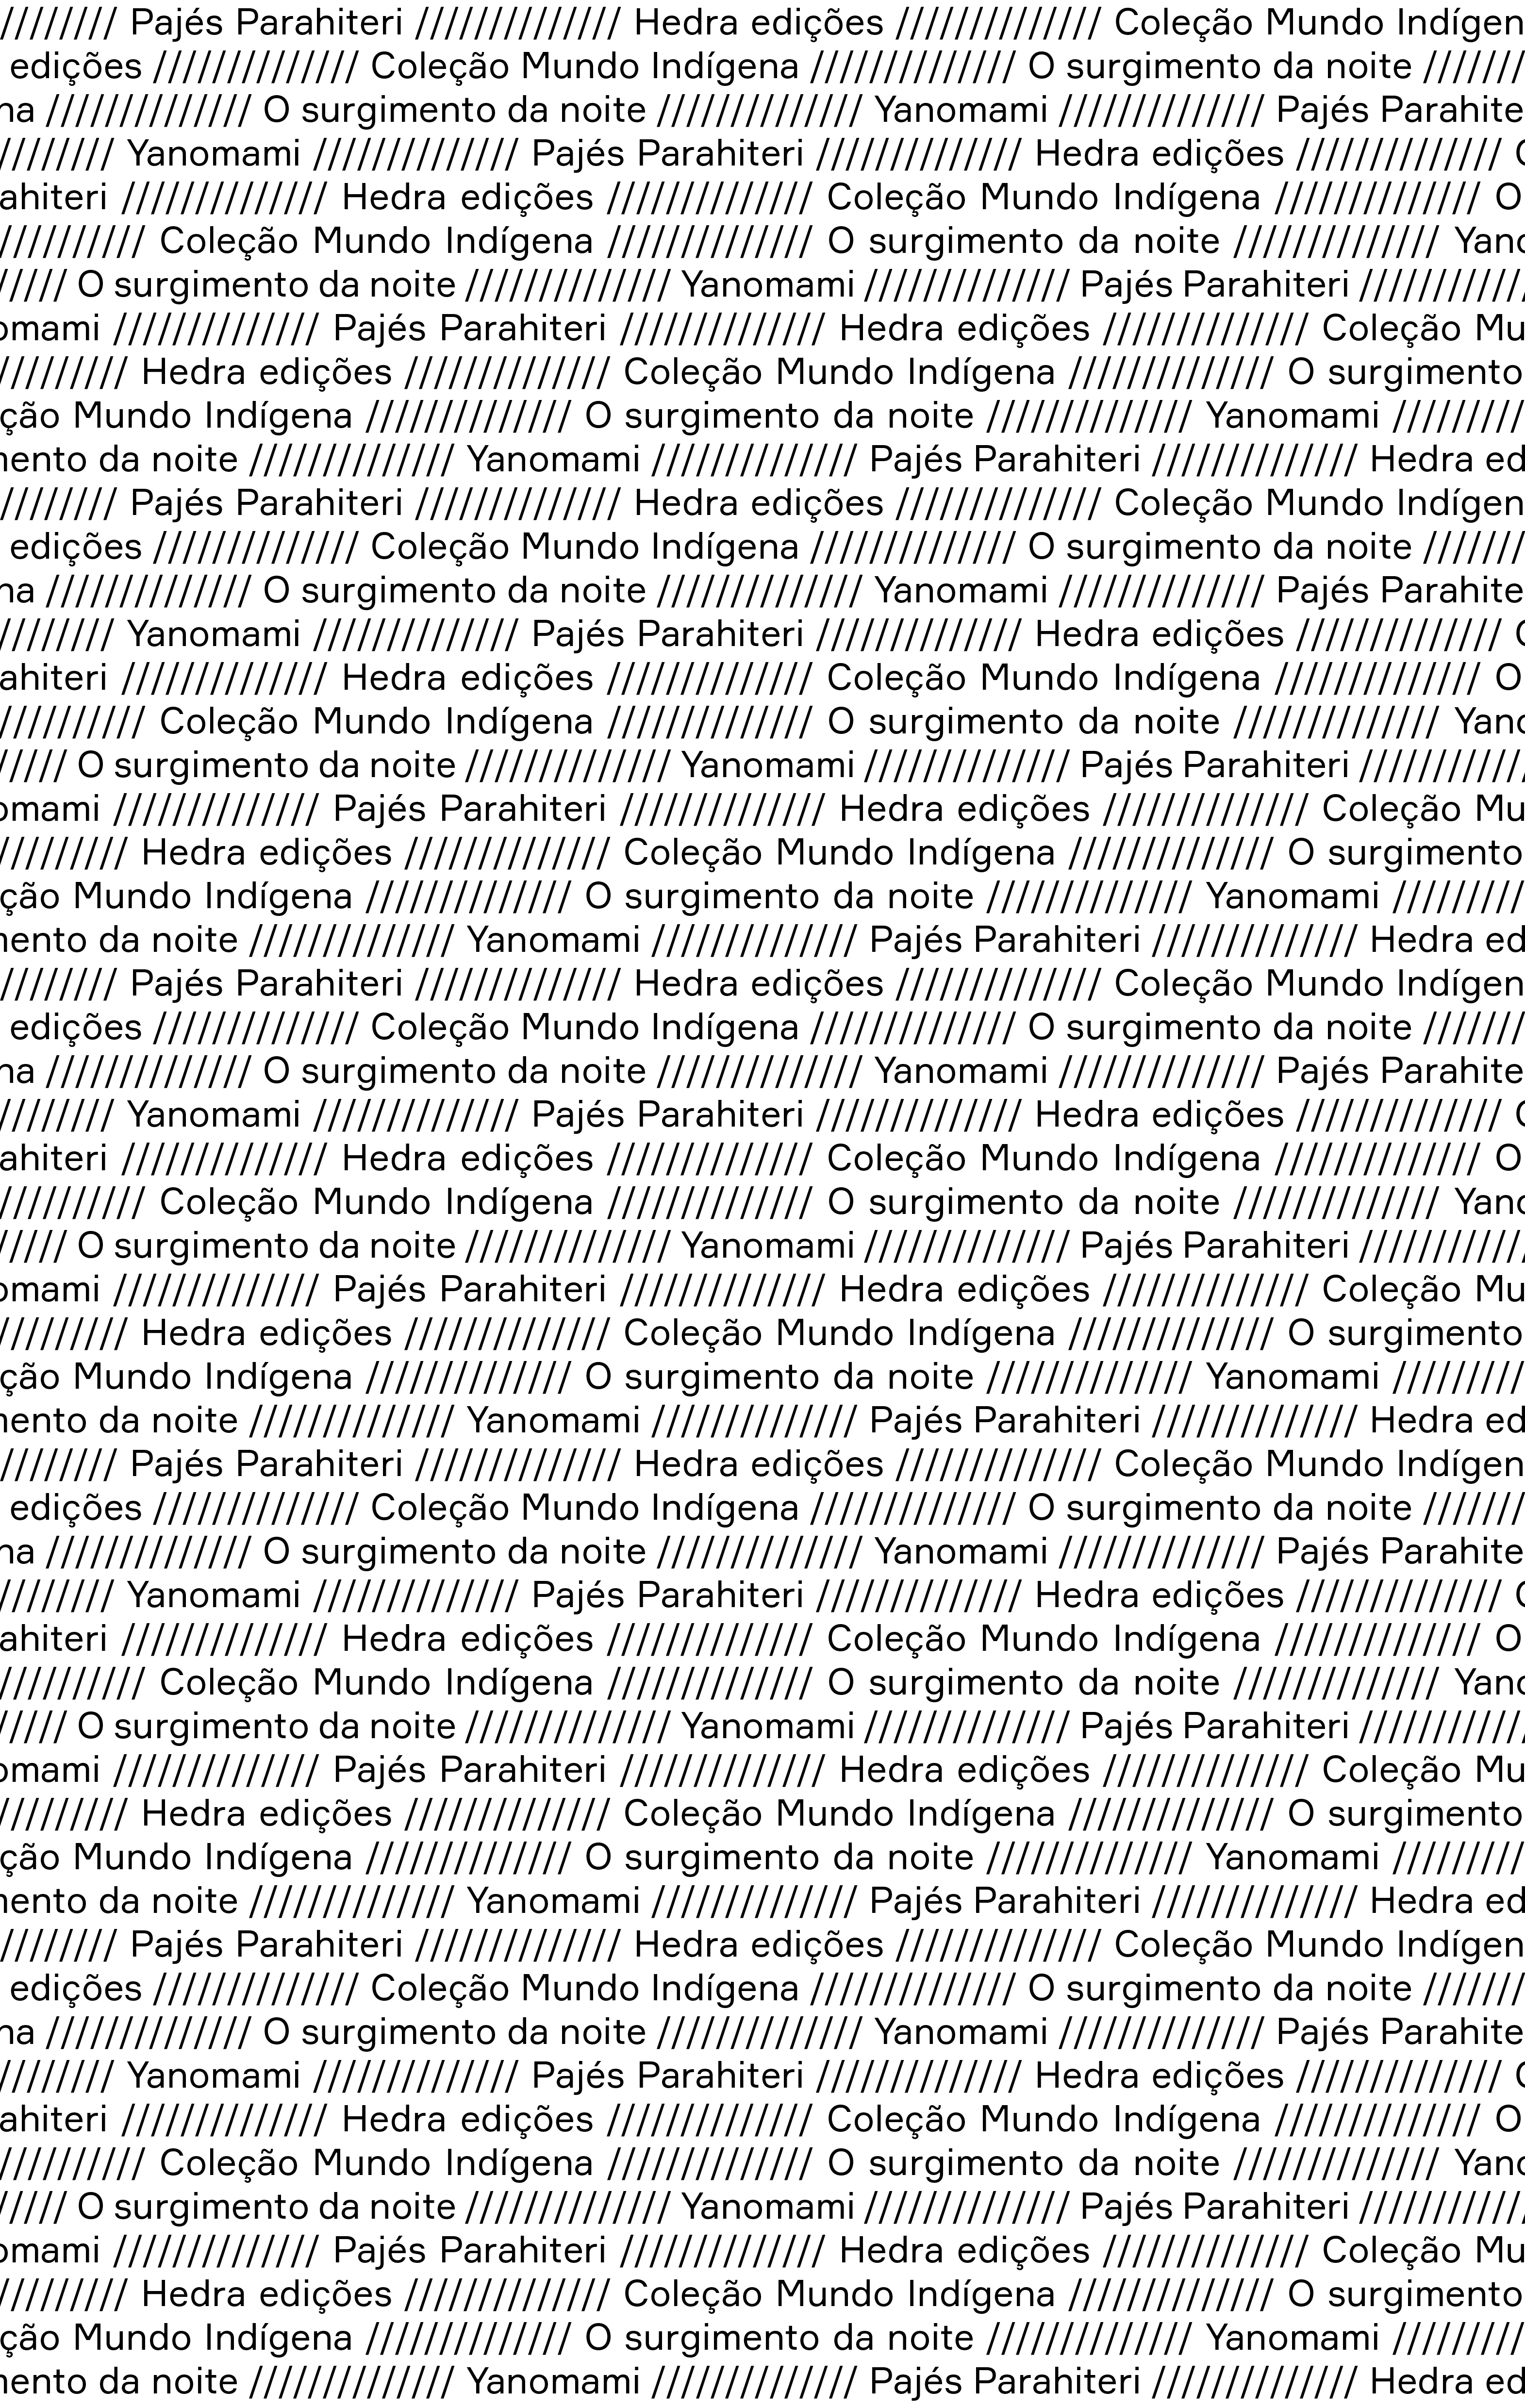 //////// Pajés Parahiteri ////////////// Hedra edições ////////////// Coleção Mundo Indígen
edições ////////////// Coleção Mundo Indígena ////////////// O surgimento da noite ///////
na ////////////// O surgimento da noite ////////////// Yanomami ////////////// Pajés Parahite
//////// Yanomami ////////////// Pajés Parahiteri ////////////// Hedra edições ////////////// C
ahiteri ////////////// Hedra edições ////////////// Coleção Mundo Indígena ////////////// O
////////// Coleção Mundo Indígena ////////////// O surgimento da noite ////////////// Yano
///// O surgimento da noite ////////////// Yanomami ////////////// Pajés Parahiteri ////////////
omami ////////////// Pajés Parahiteri ////////////// Hedra edições ////////////// Coleção Mu
///////// Hedra edições ////////////// Coleção Mundo Indígena ////////////// O surgimento
ção Mundo Indígena ////////////// O surgimento da noite ////////////// Yanomami /////////
mento da noite ////////////// Yanomami ////////////// Pajés Parahiteri ////////////// Hedra ed
//////// Pajés Parahiteri ////////////// Hedra edições ////////////// Coleção Mundo Indígen
edições ////////////// Coleção Mundo Indígena ////////////// O surgimento da noite ///////
na ////////////// O surgimento da noite ////////////// Yanomami ////////////// Pajés Parahite
//////// Yanomami ////////////// Pajés Parahiteri ////////////// Hedra edições ////////////// C
ahiteri ////////////// Hedra edições ////////////// Coleção Mundo Indígena ////////////// O
////////// Coleção Mundo Indígena ////////////// O surgimento da noite ////////////// Yano
///// O surgimento da noite ////////////// Yanomami ////////////// Pajés Parahiteri ////////////
omami ////////////// Pajés Parahiteri ////////////// Hedra edições ////////////// Coleção Mu
///////// Hedra edições ////////////// Coleção Mundo Indígena ////////////// O surgimento
ção Mundo Indígena ////////////// O surgimento da noite ////////////// Yanomami /////////
mento da noite ////////////// Yanomami ////////////// Pajés Parahiteri ////////////// Hedra ed
//////// Pajés Parahiteri ////////////// Hedra edições ////////////// Coleção Mundo Indígen
edições ////////////// Coleção Mundo Indígena ////////////// O surgimento da noite ///////
na ////////////// O surgimento da noite ////////////// Yanomami ////////////// Pajés Parahite
//////// Yanomami ////////////// Pajés Parahiteri ////////////// Hedra edições ////////////// C
ahiteri ////////////// Hedra edições ////////////// Coleção Mundo Indígena ////////////// O
////////// Coleção Mundo Indígena ////////////// O surgimento da noite ////////////// Yano
///// O surgimento da noite ////////////// Yanomami ////////////// Pajés Parahiteri ////////////
omami ////////////// Pajés Parahiteri ////////////// Hedra edições ////////////// Coleção Mu
///////// Hedra edições ////////////// Coleção Mundo Indígena ////////////// O surgimento
ção Mundo Indígena ////////////// O surgimento da noite ////////////// Yanomami /////////
mento da noite ////////////// Yanomami ////////////// Pajés Parahiteri ////////////// Hedra ed
//////// Pajés Parahiteri ////////////// Hedra edições ////////////// Coleção Mundo Indígen
edições ////////////// Coleção Mundo Indígena ////////////// O surgimento da noite ///////
na ////////////// O surgimento da noite ////////////// Yanomami ////////////// Pajés Parahite
//////// Yanomami ////////////// Pajés Parahiteri ////////////// Hedra edições ////////////// C
ahiteri ////////////// Hedra edições ////////////// Coleção Mundo Indígena ////////////// O
////////// Coleção Mundo Indígena ////////////// O surgimento da noite ////////////// Yano
///// O surgimento da noite ////////////// Yanomami ////////////// Pajés Parahiteri ////////////
omami ////////////// Pajés Parahiteri ////////////// Hedra edições ////////////// Coleção Mu
///////// Hedra edições ////////////// Coleção Mundo Indígena ////////////// O surgimento
ção Mundo Indígena ////////////// O surgimento da noite ////////////// Yanomami /////////
mento da noite ////////////// Yanomami ////////////// Pajés Parahiteri ////////////// Hedra ed
//////// Pajés Parahiteri ////////////// Hedra edições ////////////// Coleção Mundo Indígen
edições ////////////// Coleção Mundo Indígena ////////////// O surgimento da noite ///////
na ////////////// O surgimento da noite ////////////// Yanomami ////////////// Pajés Parahite
//////// Yanomami ////////////// Pajés Parahiteri ////////////// Hedra edições ////////////// C
ahiteri ////////////// Hedra edições ////////////// Coleção Mundo Indígena ////////////// O
////////// Coleção Mundo Indígena ////////////// O surgimento da noite ////////////// Yano
///// O surgimento da noite ////////////// Yanomami ////////////// Pajés Parahiteri ////////////
omami ////////////// Pajés Parahiteri ////////////// Hedra edições ////////////// Coleção Mu
///////// Hedra edições ////////////// Coleção Mundo Indígena ////////////// O surgimento
ção Mundo Indígena ////////////// O surgimento da noite ////////////// Yanomami /////////
mento da noite ////////////// Yanomami ////////////// Pajés Parahiteri ////////////// Hedra ed